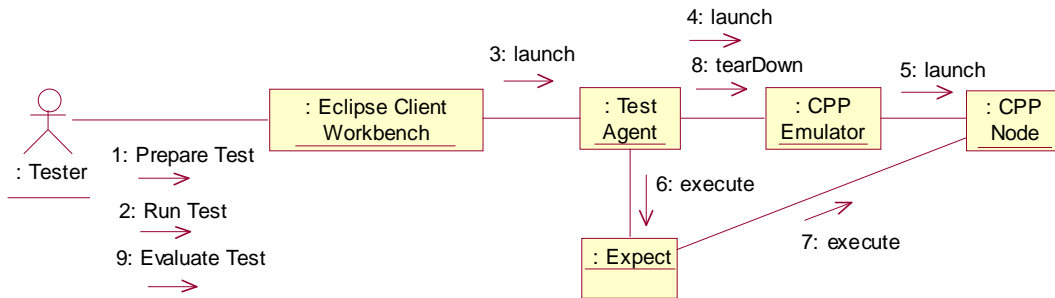 4: launch
3: launch
8: tearDown
5: launch
: Eclipse Client
Workbench
: Test
Agent
: CPP
Emulator
: CPP
Node
1: Prepare Test
: Tester
2: Run Test
9: Evaluate Test
6: execute
7: execute
: Expect